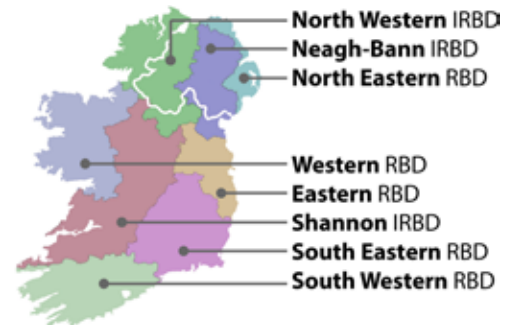 North Western IRBD
Neagh-Bann IRBD
North Eastern RBD
Western RBD
Eastern RBD
Shannon IRBD
South Eastern RBD
South Western RBD